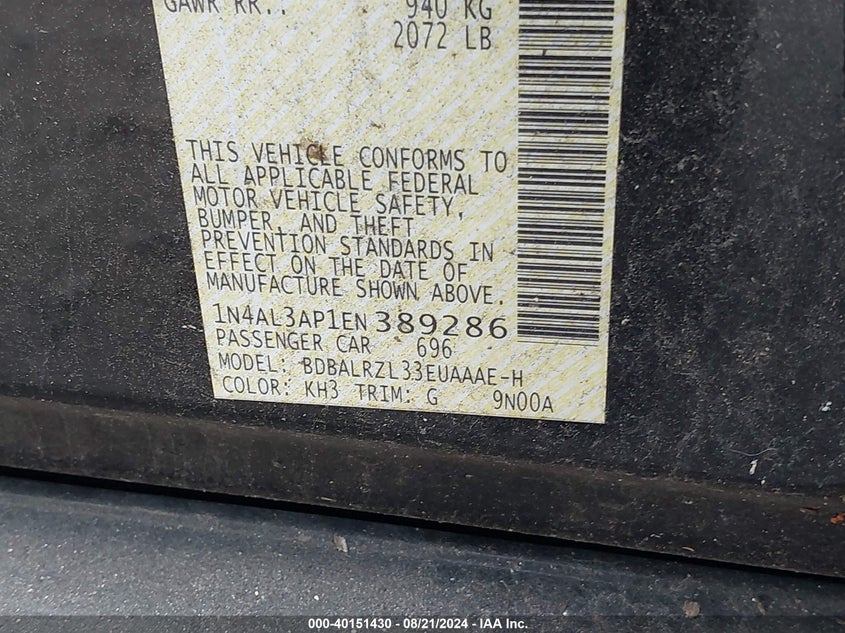 GAWR RR.: 940 KG
2072 LB
THIS VEHICLE CONFORMS TO
ALL APPLICABLE FEDERAL
MOTOR VEHICLE SAFETY,
BUMPER, AND THEFT
PREVENTION STANDARDS IN
EFFECT ON THE DATE OF
MANUFACTURE SHOWN ABOVE.
1N4AL3AP1EN389286
PASSENGER CAR 696
MODEL: BDBALRZL33EUAAAE-H
COLOR: KH3 TRIM: G 9N00A
000-40151430 - 08/21/2024 - IAA Inc.